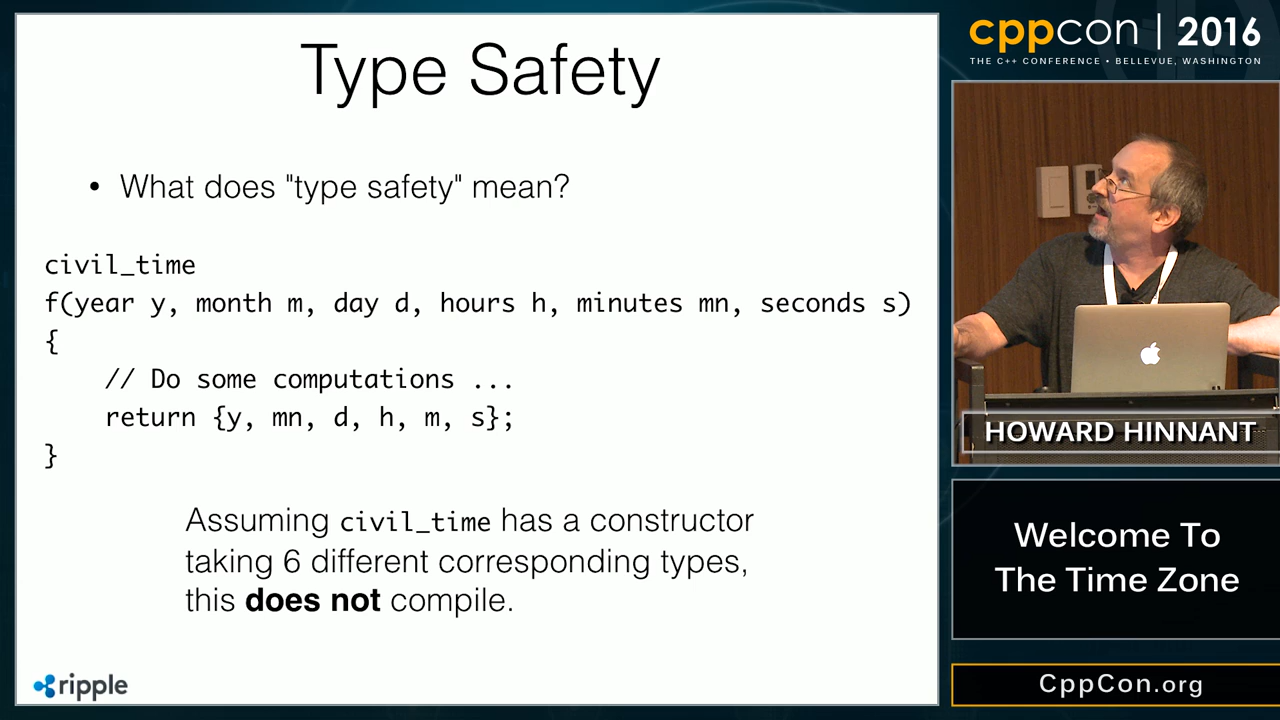 Type Safety
• What does "type safety" mean?
civil_time
f(year y, month m, day d, hours h, minutes mn, seconds s)
{
// Do some computations ...
return {y, mn, d, h, m, s};
}
Assuming civil_time has a constructor
taking 6 different corresponding types,
this does not compile.
ripple
cppcon | 2016
THE C++ CONFERENCE • BELLEVUE, WASHINGTON
HOWARD HINNANT
Welcome To
The Time Zone
CppCon.org